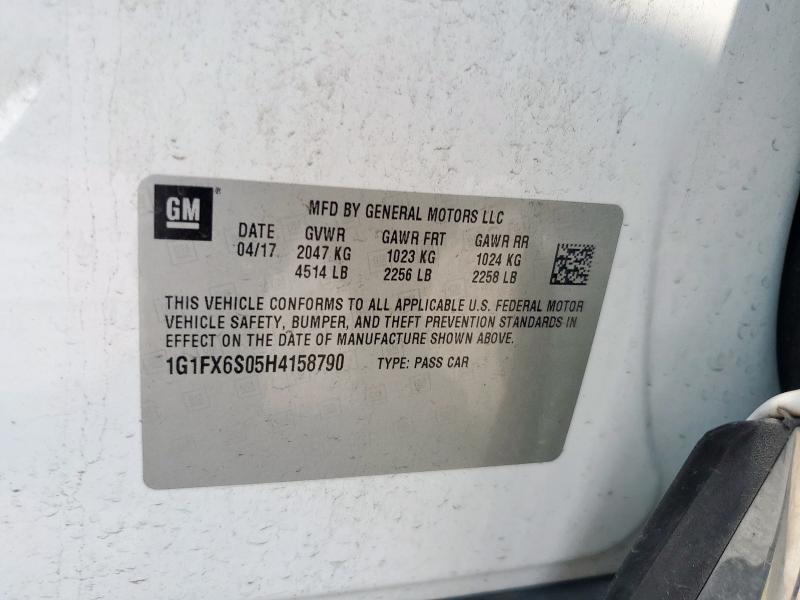 GM®
MFD BY GENERAL MOTORS LLC
DATE GVWR GAWR FRT GAWR RR
04/17 2047 KG 1023 KG 1024 KG
4514 LB 2256 LB 2258 LB
THIS VEHICLE CONFORMS TO ALL APPLICABLE U.S. FEDERAL MOTOR
VEHICLE SAFETY, BUMPER, AND THEFT PREVENTION STANDARDS IN
EFFECT ON THE DATE OF MANUFACTURE SHOWN ABOVE.
1G1FX6S05H4158790 TYPE: PASS CAR